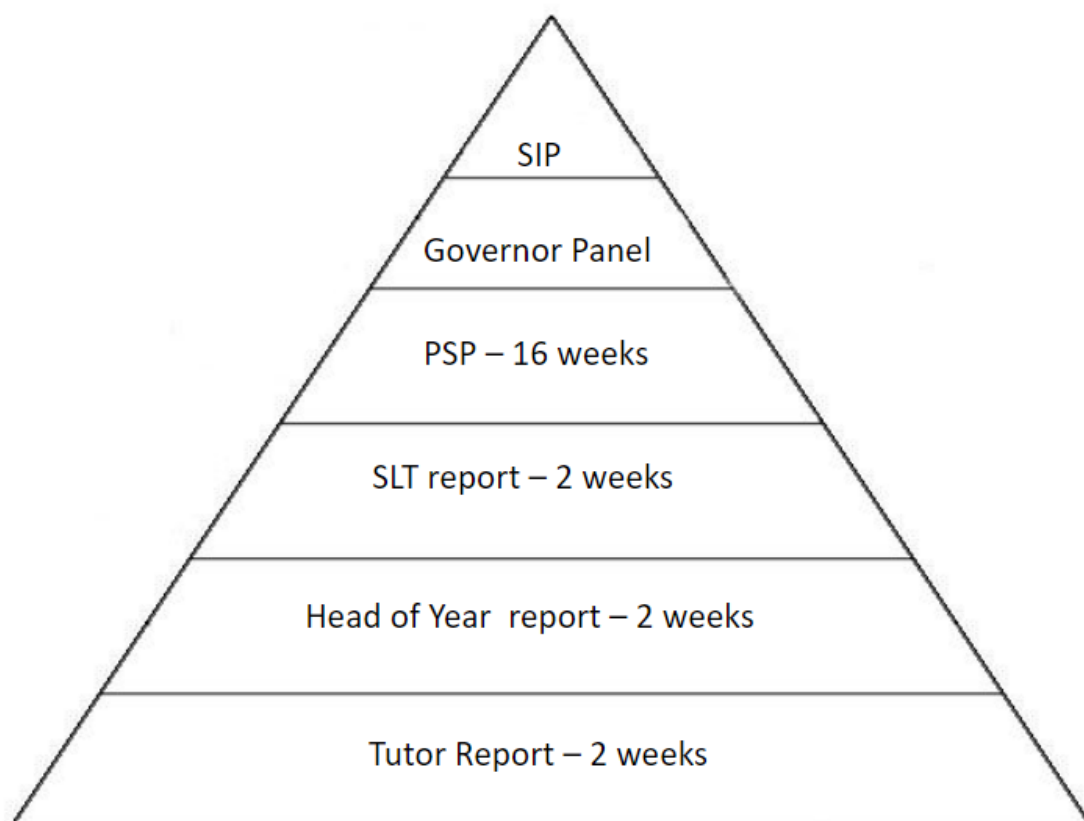 SIP
Governor Panel
PSP – 16 weeks
SLT report – 2 weeks
Head of Year  report – 2 weeks
Tutor Report – 2 weeks